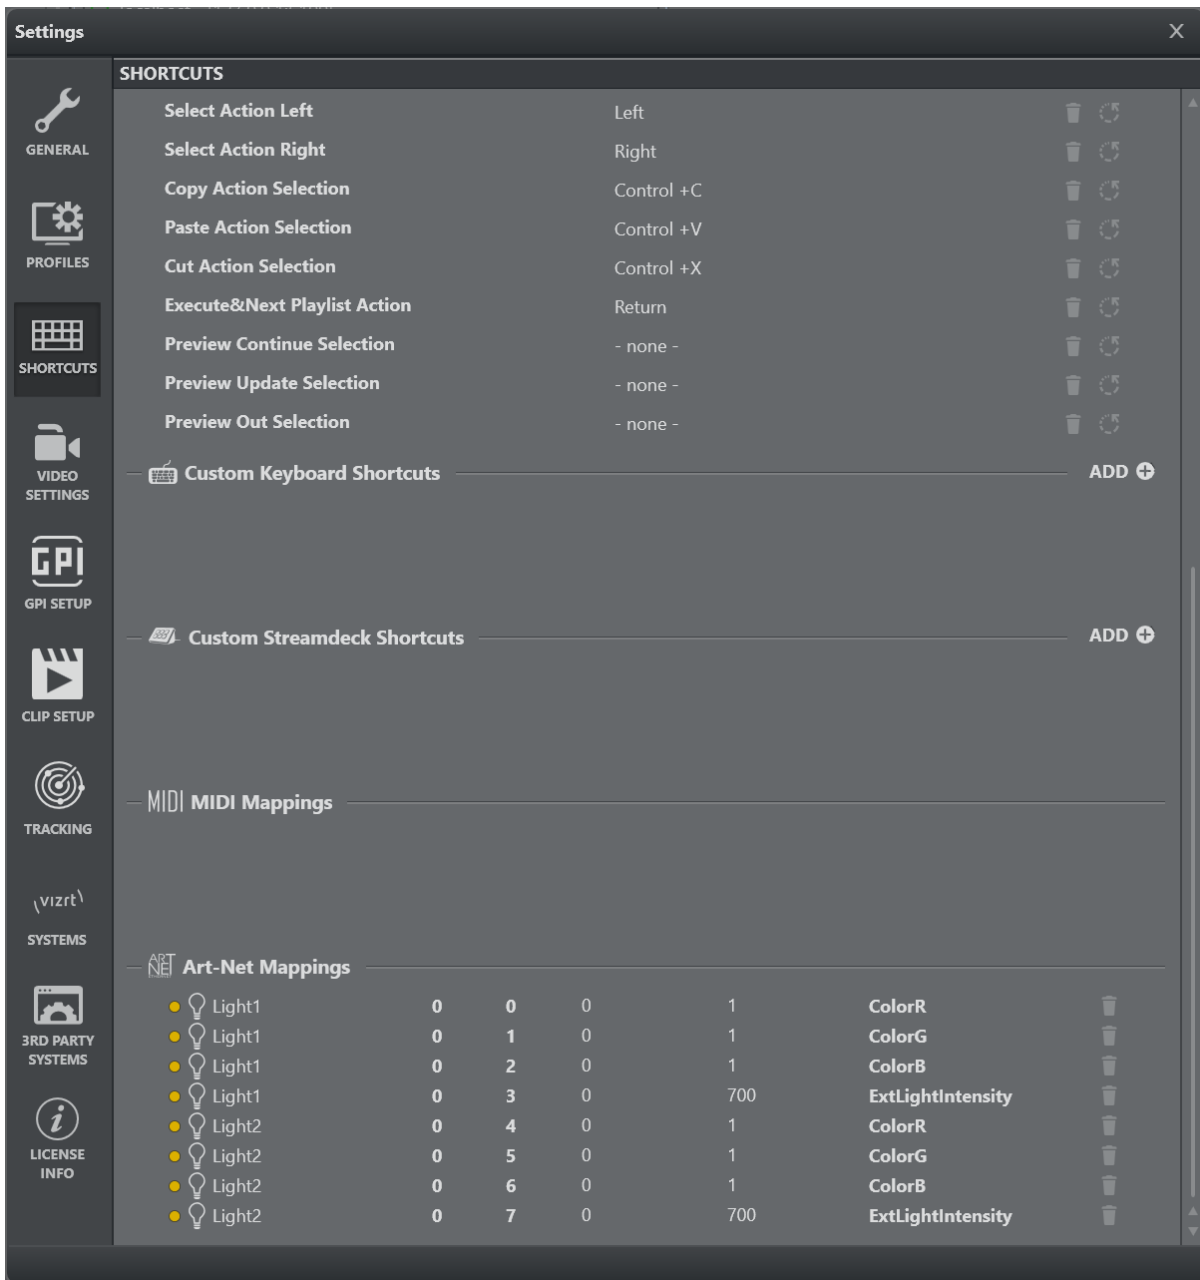 Settings X
SHORTCUTS
GENERAL
PROFILES
SHORTCUTS
VIDEO
SETTINGS
GPI
GPI SETUP
CLIP SETUP
TRACKING
vizrt
SYSTEMS
3RD PARTY
SYSTEMS
i
LICENSE
INFO
Select Action Left Left
Select Action Right Right
Copy Action Selection Control +C
Paste Action Selection Control +V
Cut Action Selection Control +X
Execute&Next Playlist Action Return
Preview Continue Selection - none -
Preview Update Selection - none -
Preview Out Selection - none -
Custom Keyboard Shortcuts ADD
Custom Streamdeck Shortcuts ADD
MIDI MIDI Mappings
ART NET Art-Net Mappings
Light1 0 0 0 1 ColorR
Light1 0 1 0 1 ColorG
Light1 0 2 0 1 ColorB
Light1 0 3 0 700 ExtLightIntensity
Light2 0 4 0 1 ColorR
Light2 0 5 0 1 ColorG
Light2 0 6 0 1 ColorB
Light2 0 7 0 700 ExtLightIntensity